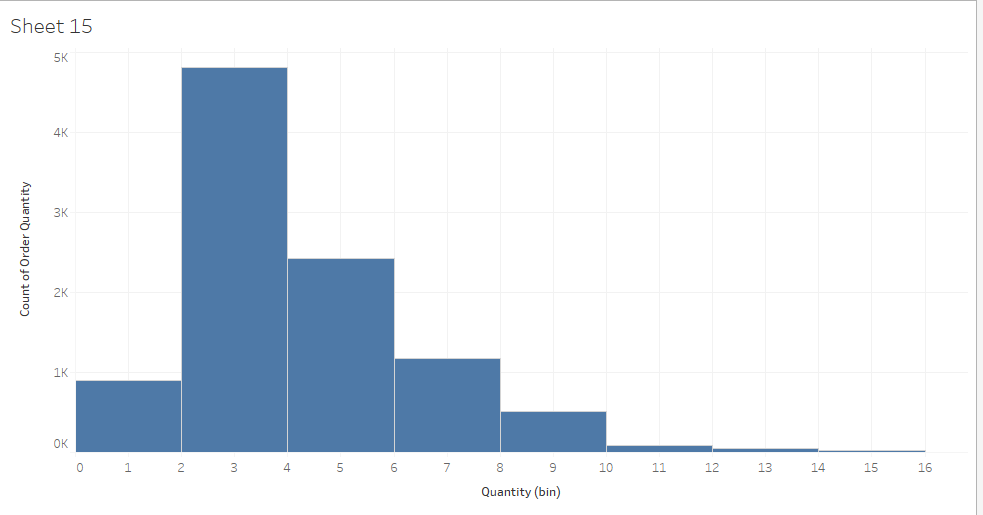 Sheet 15
5K
4K
3K
2K
1K
0K
Count of Order Quantity
0 1 2 3 4 5 6 7 8 9 10 11 12 13 14 15 16
Quantity (bin)